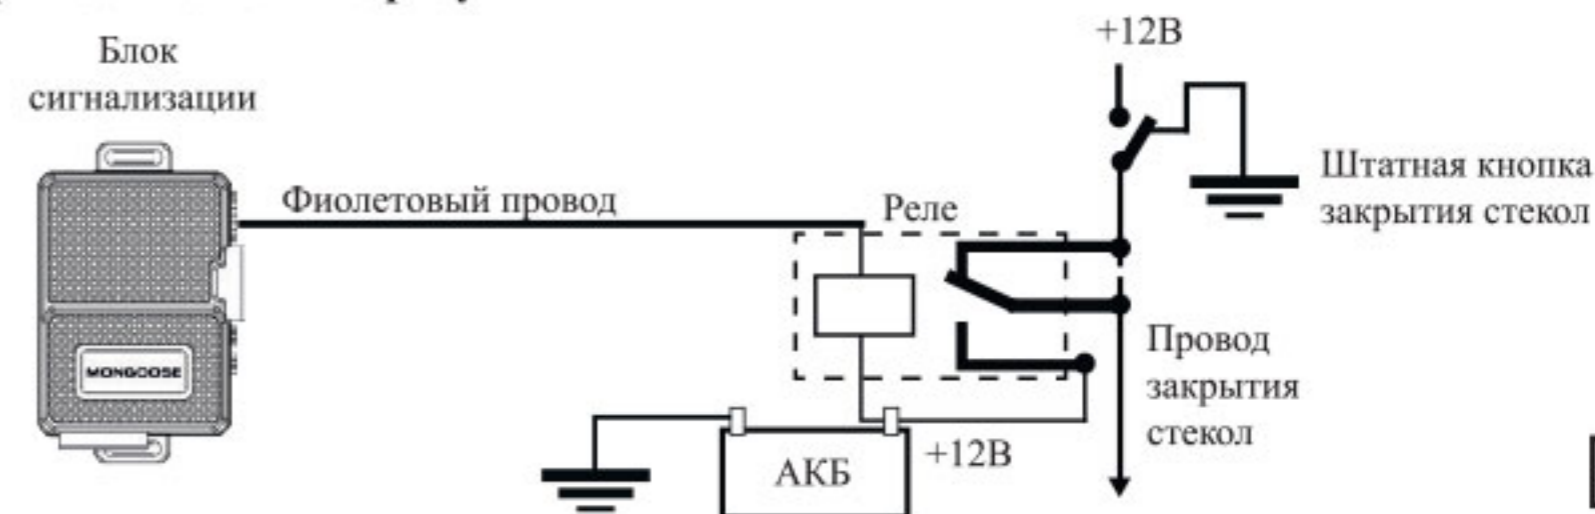 +12В
Блок
сигнализации
Штатная кнопка
закрытия стекол
Фиолетовый провод
Реле
Провод
закрытия
стекол
MONGOOSE
+12В
АКБ